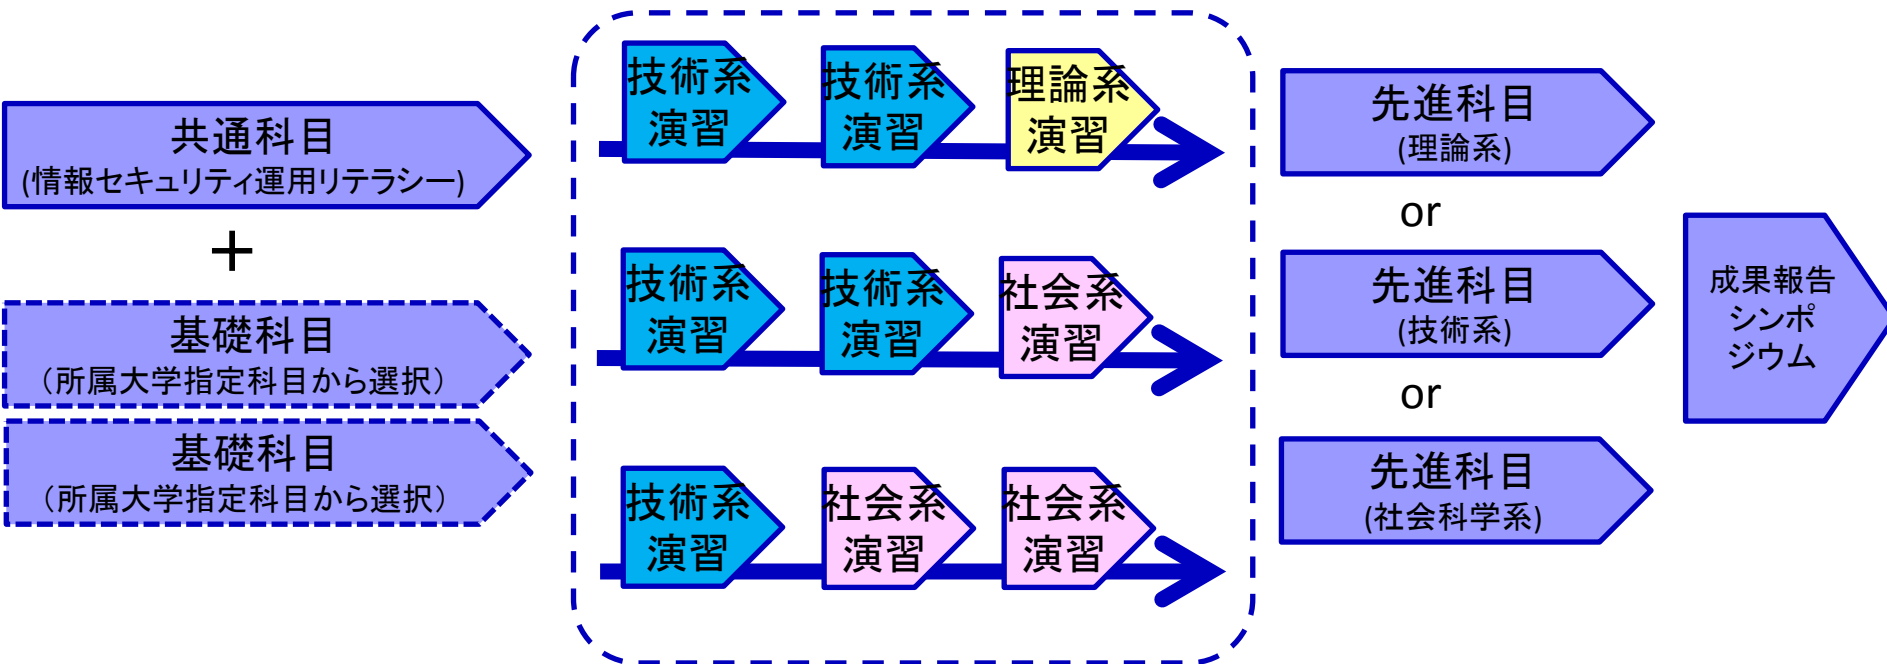 共通科目
(情報セキュリティ運用リテラシー)
＋
基礎科目
（所属大学指定科目から選択）
基礎科目
（所属大学指定科目から選択）
技術系
演習
技術系
演習
理論系
演習
技術系
演習
技術系
演習
社会系
演習
技術系
演習
社会系
演習
社会系
演習
先進科目
(理論系)
or
先進科目
(技術系)
or
先進科目
(社会科学系)
成果報告
シンポ
ジウム